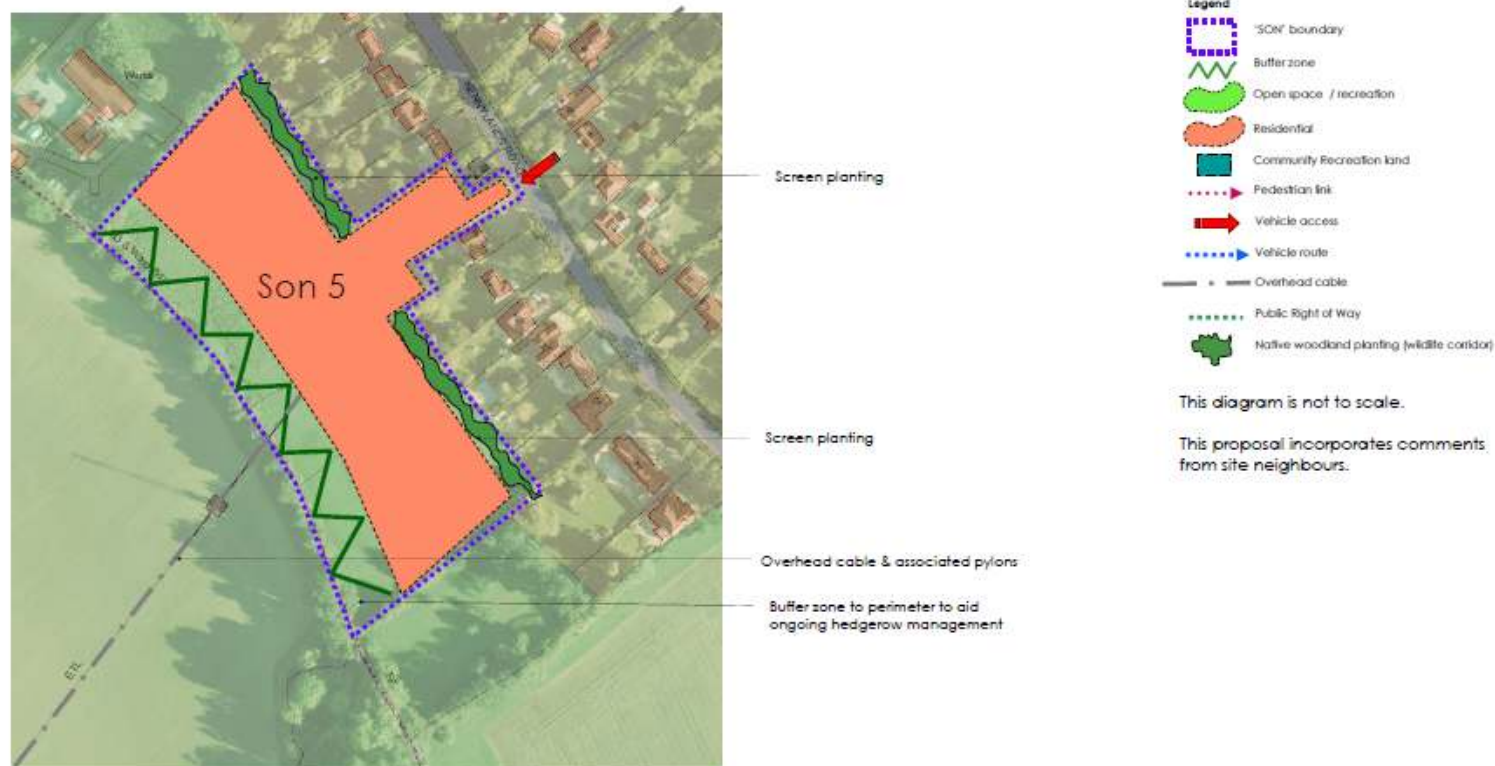 Works
Son 5
ETL
Screen planting
Screen planting
Overhead cable & associated pylons
Buffer zone to perimeter to aid
ongoing hedgerow management
Legend
'SON' boundary
Buffer zone
Open space / recreation
Residential
Community Recreation land
Pedestrian link
Vehicle access
Vehicle route
Overhead cable
Public Right of Way
Native woodland planting (wildlife corridor)
This diagram is not to scale.
This proposal incorporates comments
from site neighbours.